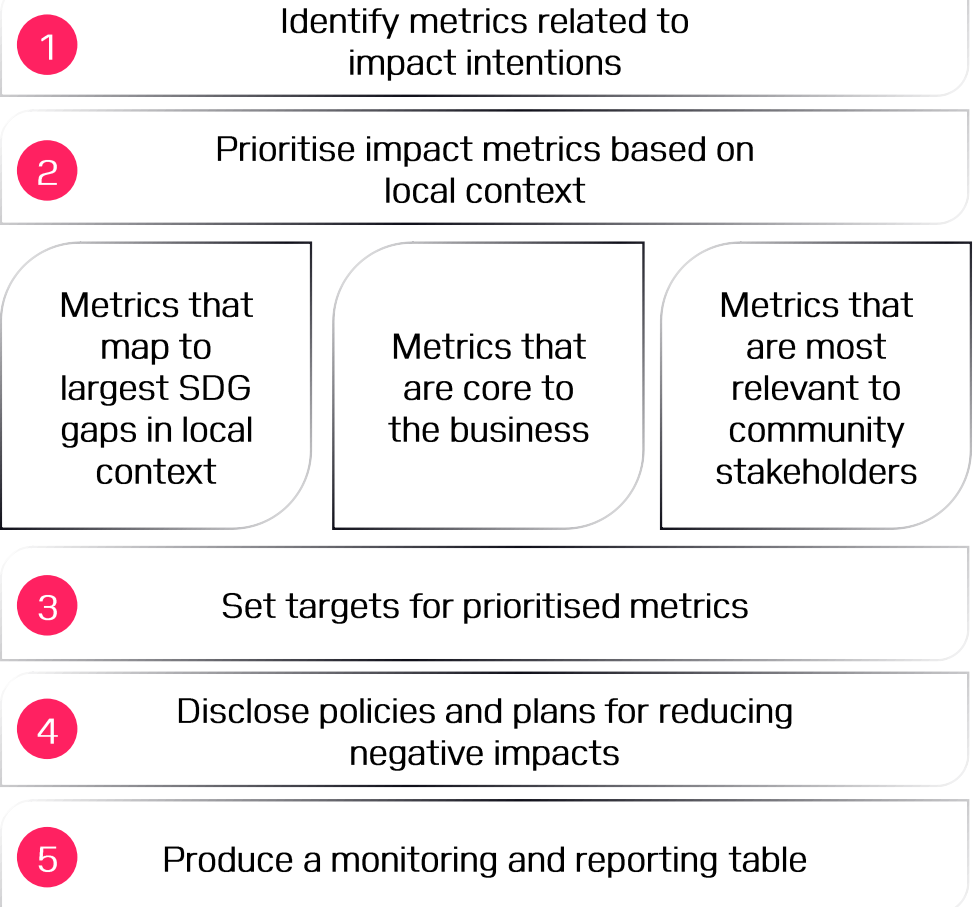 1
Identify metrics related to
impact intentions
2
Prioritise impact metrics based on
local context
Metrics that
map to
largest SDG
gaps in local
context
Metrics that
are core to
the business
Metrics that
are most
relevant to
community
stakeholders
3
Set targets for prioritised metrics
4
Disclose policies and plans for reducing
negative impacts
5
Produce a monitoring and reporting table